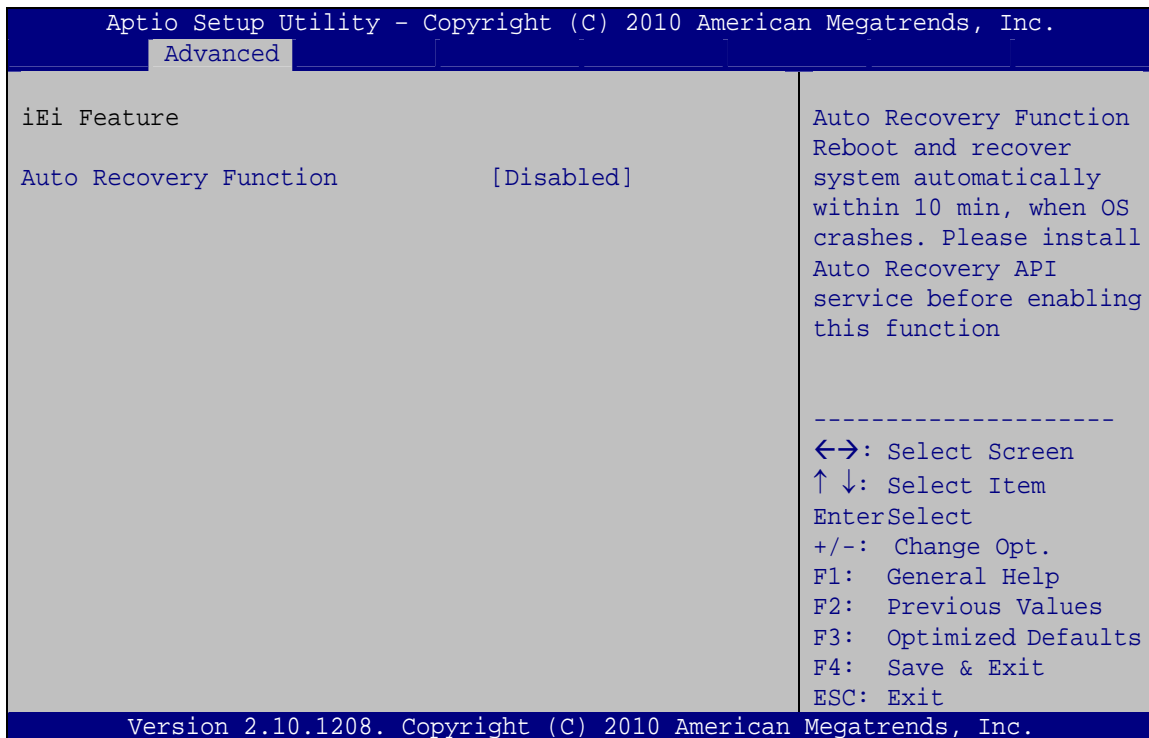 Aptio Setup Utility – Copyright (C) 2010 American Megatrends, Inc.
Advanced
iEi Feature
Auto Recovery Function [Disabled]
Auto Recovery Function
Reboot and recover
system automatically
within 10 min, when OS
crashes. Please install
Auto Recovery API
service before enabling
this function
---------------------
←→: Select Screen
↑ ↓: Select Item
EnterSelect
+/-: Change Opt.
F1: General Help
F2: Previous Values
F3: Optimized Defaults
F4: Save & Exit
ESC: Exit
Version 2.10.1208. Copyright (C) 2010 American Megatrends, Inc.